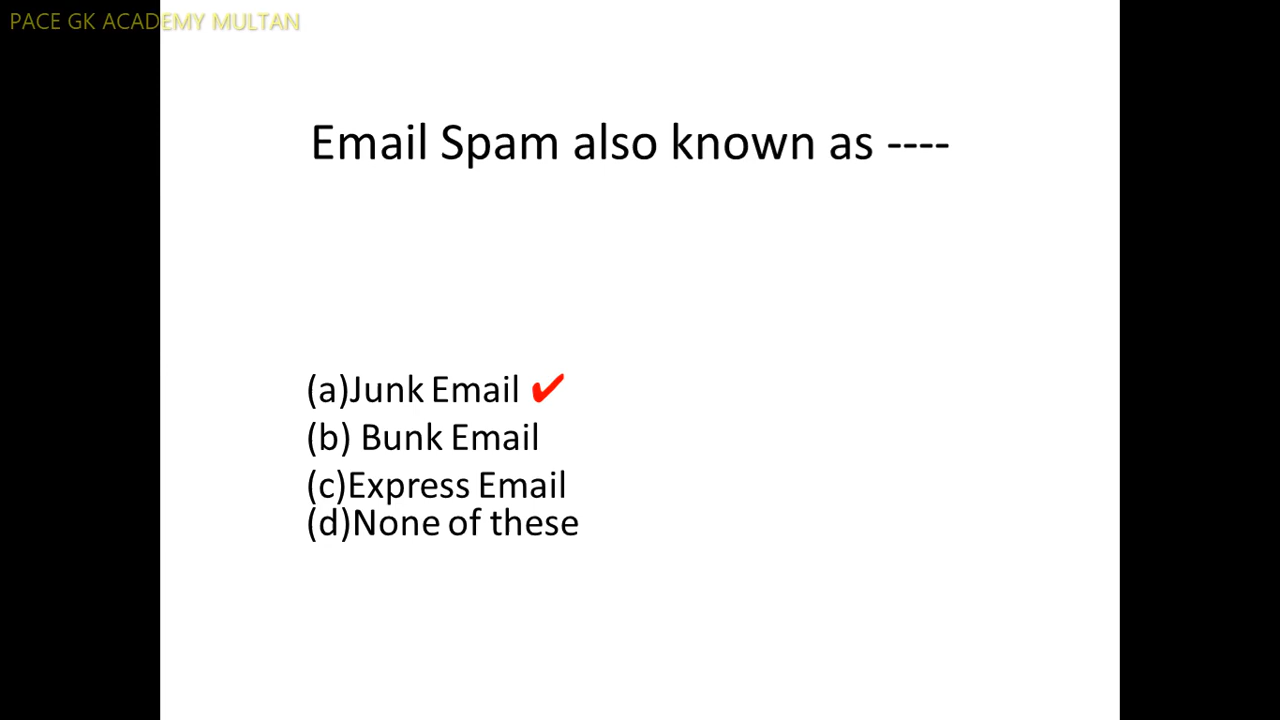 PACE GK ACADEMY MULTAN
Email Spam also known as ----
(a)Junk Email ✔
(b) Bunk Email
(c)Express Email
(d)None of these